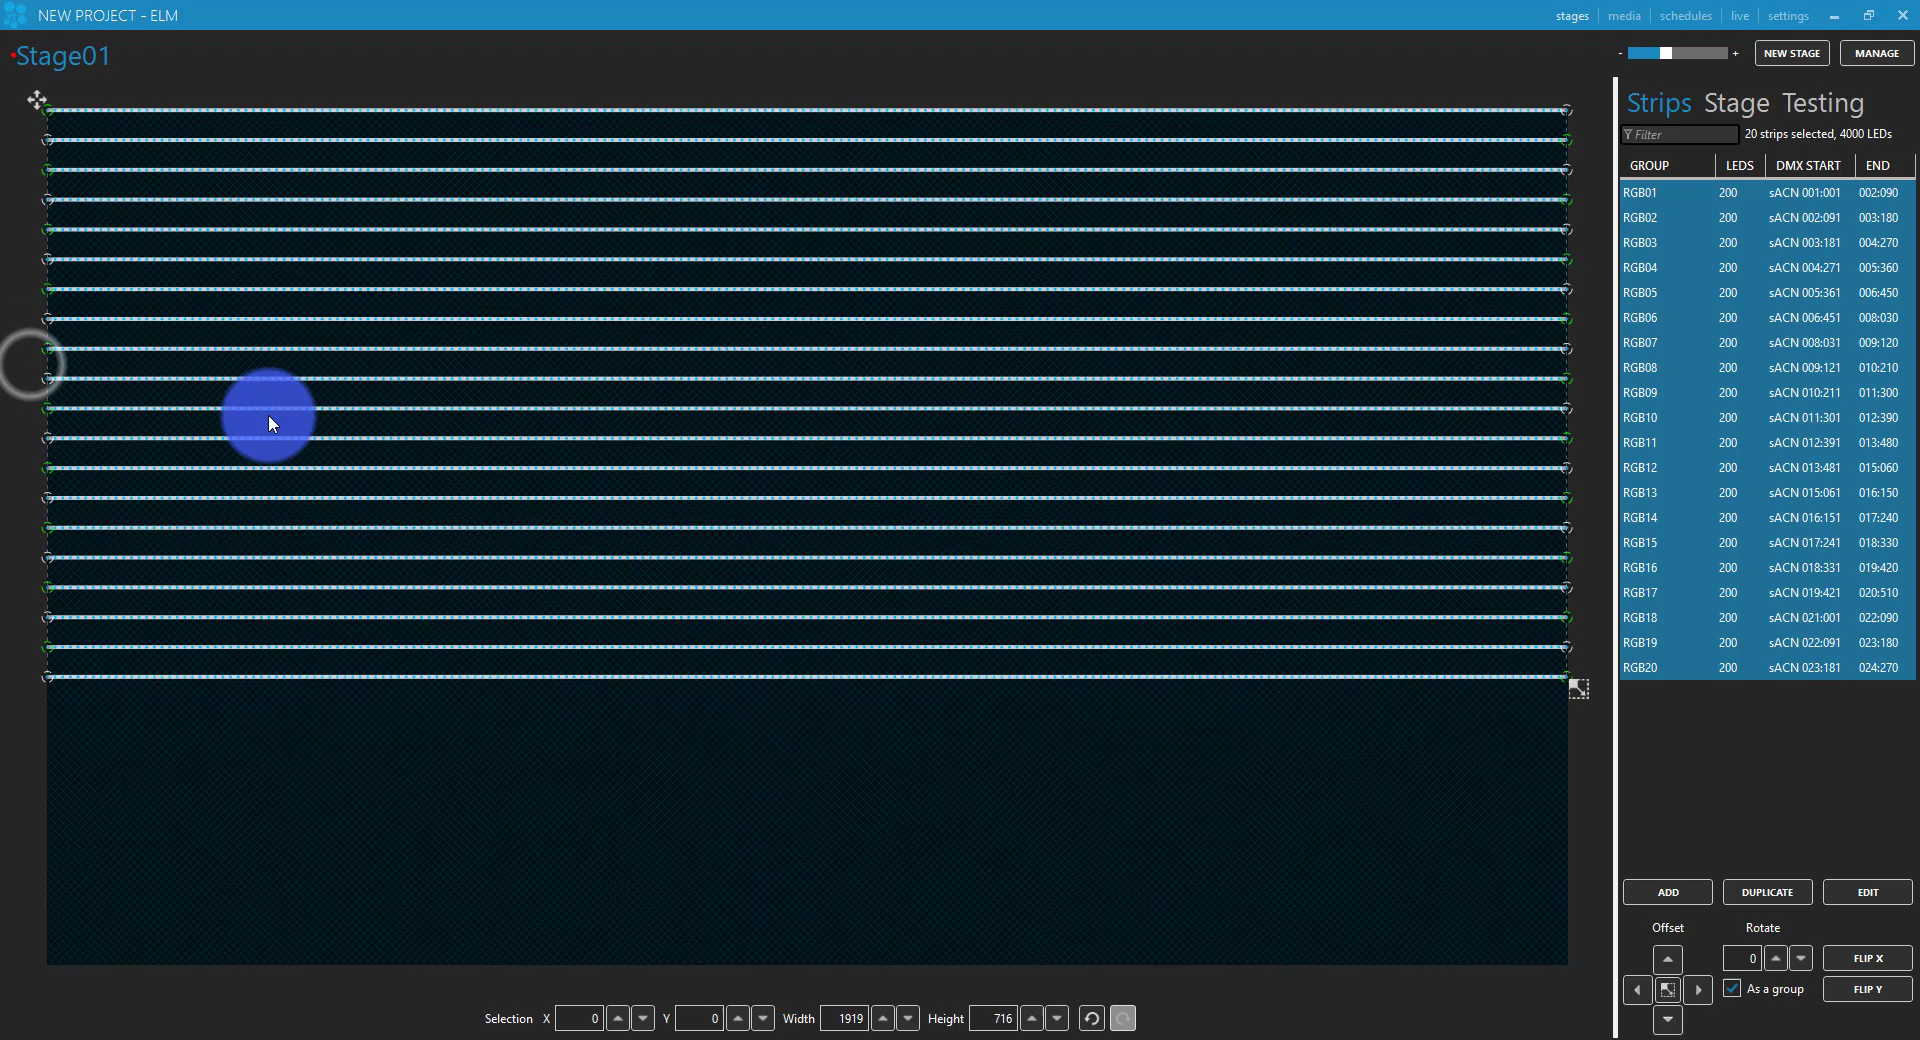 NEW PROJECT - ELM
stages media schedules live settings
Stage01
- + NEW STAGE MANAGE
Strips Stage Testing
Filter 20 strips selected, 4000 LEDs
GROUP LEDS DMX START END
RGB01 200 sACN 001:001 002:090
RGB02 200 sACN 002:091 003:180
RGB03 200 sACN 003:181 004:270
RGB04 200 sACN 004:271 005:360
RGB05 200 sACN 005:361 006:450
RGB06 200 sACN 006:451 008:030
RGB07 200 sACN 008:031 009:120
RGB08 200 sACN 009:121 010:210
RGB09 200 sACN 010:211 011:300
RGB10 200 sACN 011:301 012:390
RGB11 200 sACN 012:391 013:480
RGB12 200 sACN 013:481 015:060
RGB13 200 sACN 015:061 016:150
RGB14 200 sACN 016:151 017:240
RGB15 200 sACN 017:241 018:330
RGB16 200 sACN 018:331 019:420
RGB17 200 sACN 019:421 020:510
RGB18 200 sACN 021:001 022:090
RGB19 200 sACN 022:091 023:180
RGB20 200 sACN 023:181 024:270
ADD DUPLICATE EDIT
Offset Rotate
0 FLIP X
As a group FLIP Y
Selection X 0 Y 0 Width 1919 Height 716